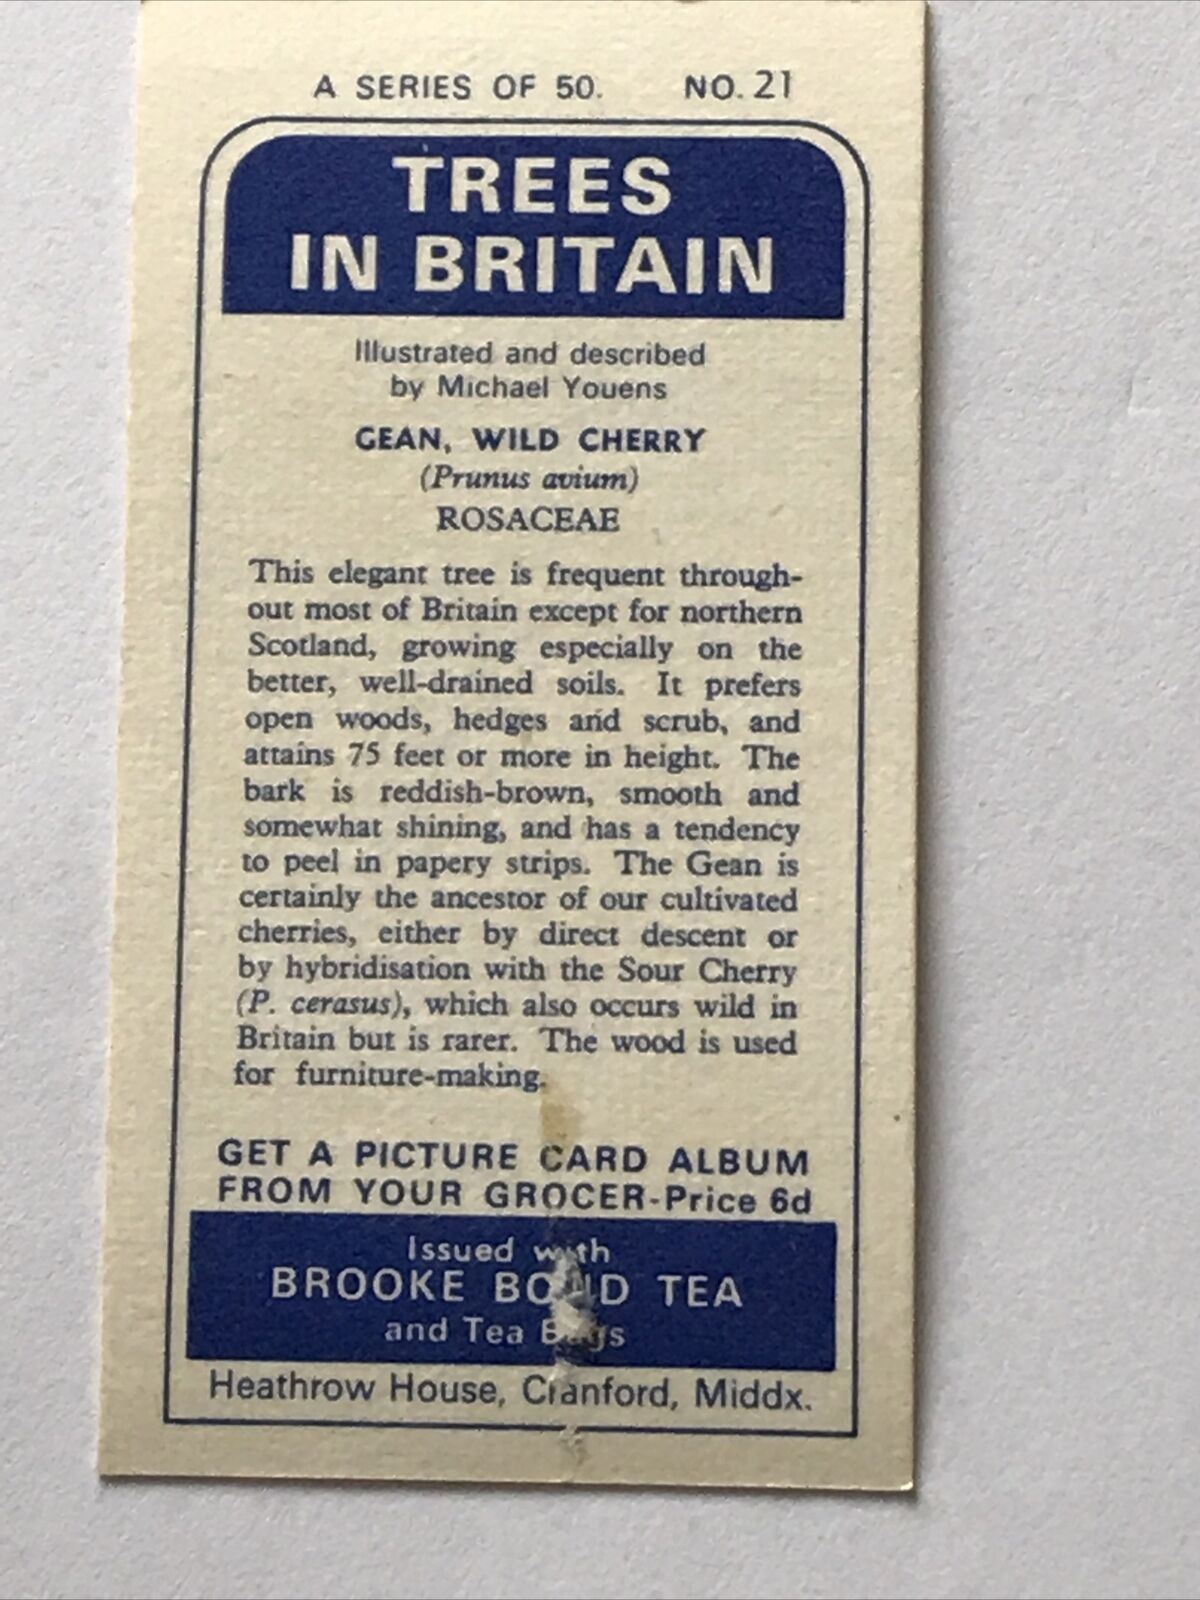 A SERIES OF 50. NO. 21
TREES
IN BRITAIN
Illustrated and described
by Michael Youens
GEAN, WILD CHERRY
(Prunus avium)
ROSACEAE
This elegant tree is frequent through-
out most of Britain except for northern
Scotland, growing especially on the
better, well-drained soils. It prefers
open woods, hedges and scrub, and
attains 75 feet or more in height. The
bark is reddish-brown, smooth and
somewhat shining, and has a tendency
to peel in papery strips. The Gean is
certainly the ancestor of our cultivated
cherries, either by direct descent or
by hybridisation with the Sour Cherry
(P. cerasus), which also occurs wild in
Britain but is rarer. The wood is used
for furniture-making.
GET A PICTURE CARD ALBUM
FROM YOUR GROCER-Price 6d
Issued with
BROOKE BOND TEA
and Tea Bags
Heathrow House, Cranford, Middx.